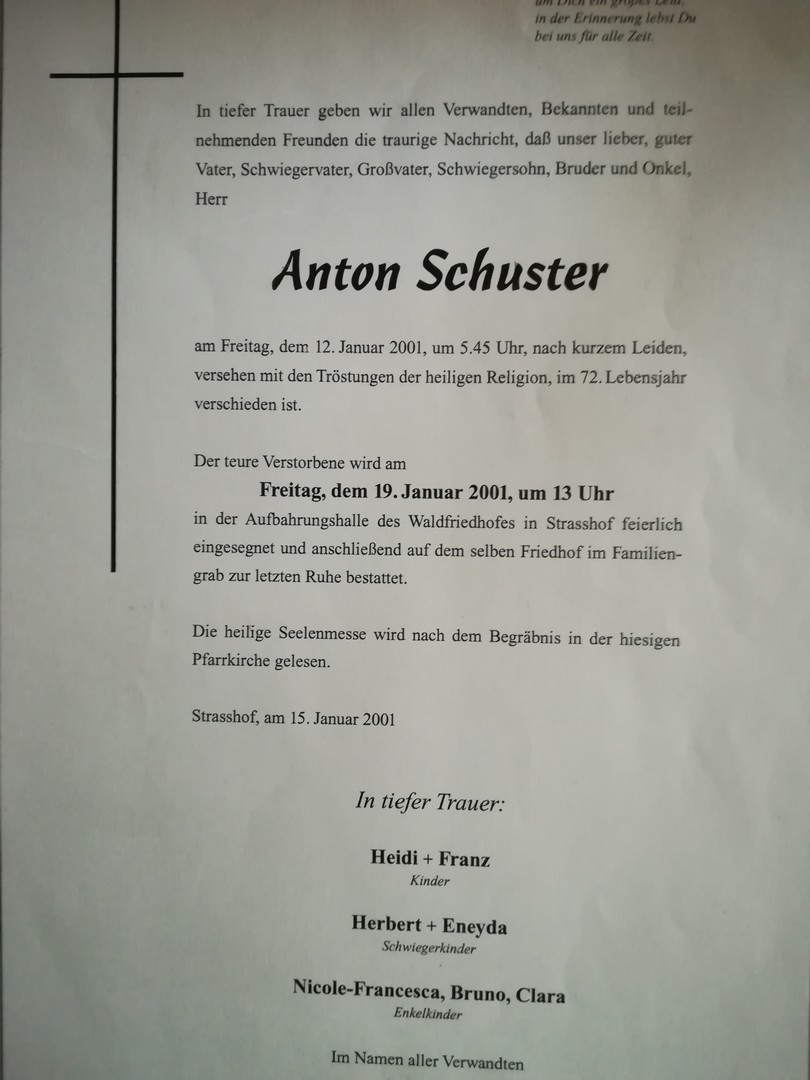 um Dich ein großes Leid,
in der Erinnerung lebst Du
bei uns für alle Zeit.
In tiefer Trauer geben wir allen Verwandten, Bekannten und teil-
nehmenden Freunden die traurige Nachricht, daß unser lieber, guter
Vater, Schwiegervater, Großvater, Schwiegersohn, Bruder und Onkel,
Herr
Anton Schuster
am Freitag, dem 12. Januar 2001, um 5.45 Uhr, nach kurzem Leiden,
versehen mit den Tröstungen der heiligen Religion, im 72. Lebensjahr
verschieden ist.
Der teure Verstorbene wird am
Freitag, dem 19. Januar 2001, um 13 Uhr
in der Aufbahrungshalle des Waldfriedhofes in Strasshof feierlich
eingesegnet und anschließend auf dem selben Friedhof im Familien-
grab zur letzten Ruhe bestattet.
Die heilige Seelenmesse wird nach dem Begräbnis in der hiesigen
Pfarrkirche gelesen.
Strasshof, am 15. Januar 2001
In tiefer Trauer:
Heidi + Franz
Kinder
Herbert + Eneyda
Schwiegerkinder
Nicole-Francesca, Bruno, Clara
Enkelkinder
Im Namen aller Verwandten